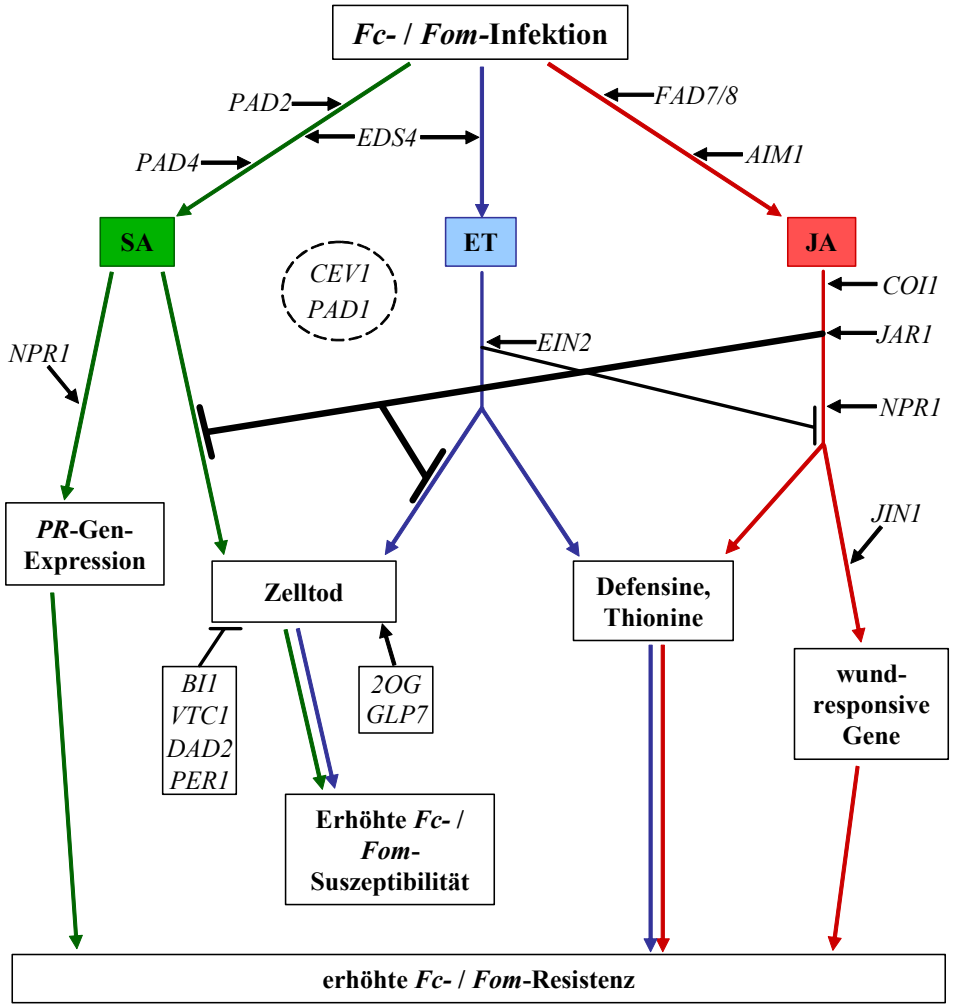 Fc- / Fom-Infektion
PAD2
FAD7/8
EDS4
PAD4
AIM1
SA
ET
JA
CEV1
PAD1
COI1
NPR1
EIN2
JAR1
NPR1
PR-Gen-
Expression
JIN1
Zelltod
Defensine,
Thionine
BI1
VTC1
DAD2
PER1
2OG
GLP7
wund-
responsive
Gene
Erhöhte Fc- /
Fom-
Suszeptibilität
erhöhte Fc- / Fom-Resistenz